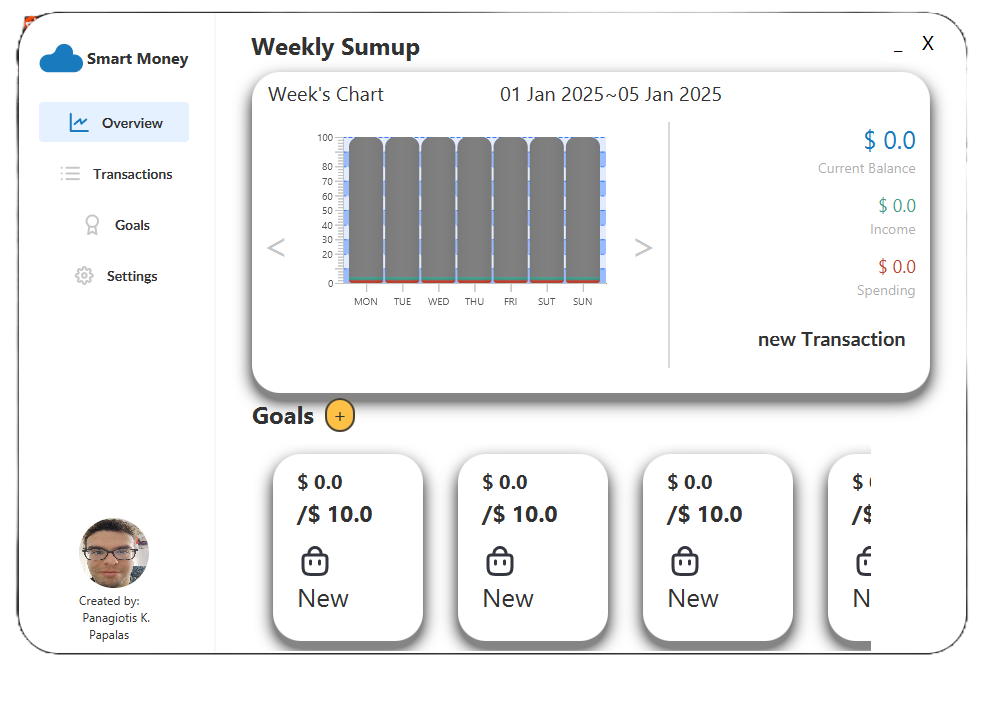 Smart Money
Overview
Transactions
Goals
Settings
Created by:
Panagiotis K.
Papalas
Weekly Sumup
_ X
Week's Chart
01 Jan 2025~05 Jan 2025
100
80
70
60
50
40
30
20
0
MON TUE WED THU FRI SUT SUN
<
>
$ 0.0
Current Balance
$ 0.0
Income
$ 0.0
Spending
new Transaction
Goals +
$ 0.0
/$ 10.0
New
$ 0.0
/$ 10.0
New
$ 0.0
/$ 10.0
New
$
/$
N